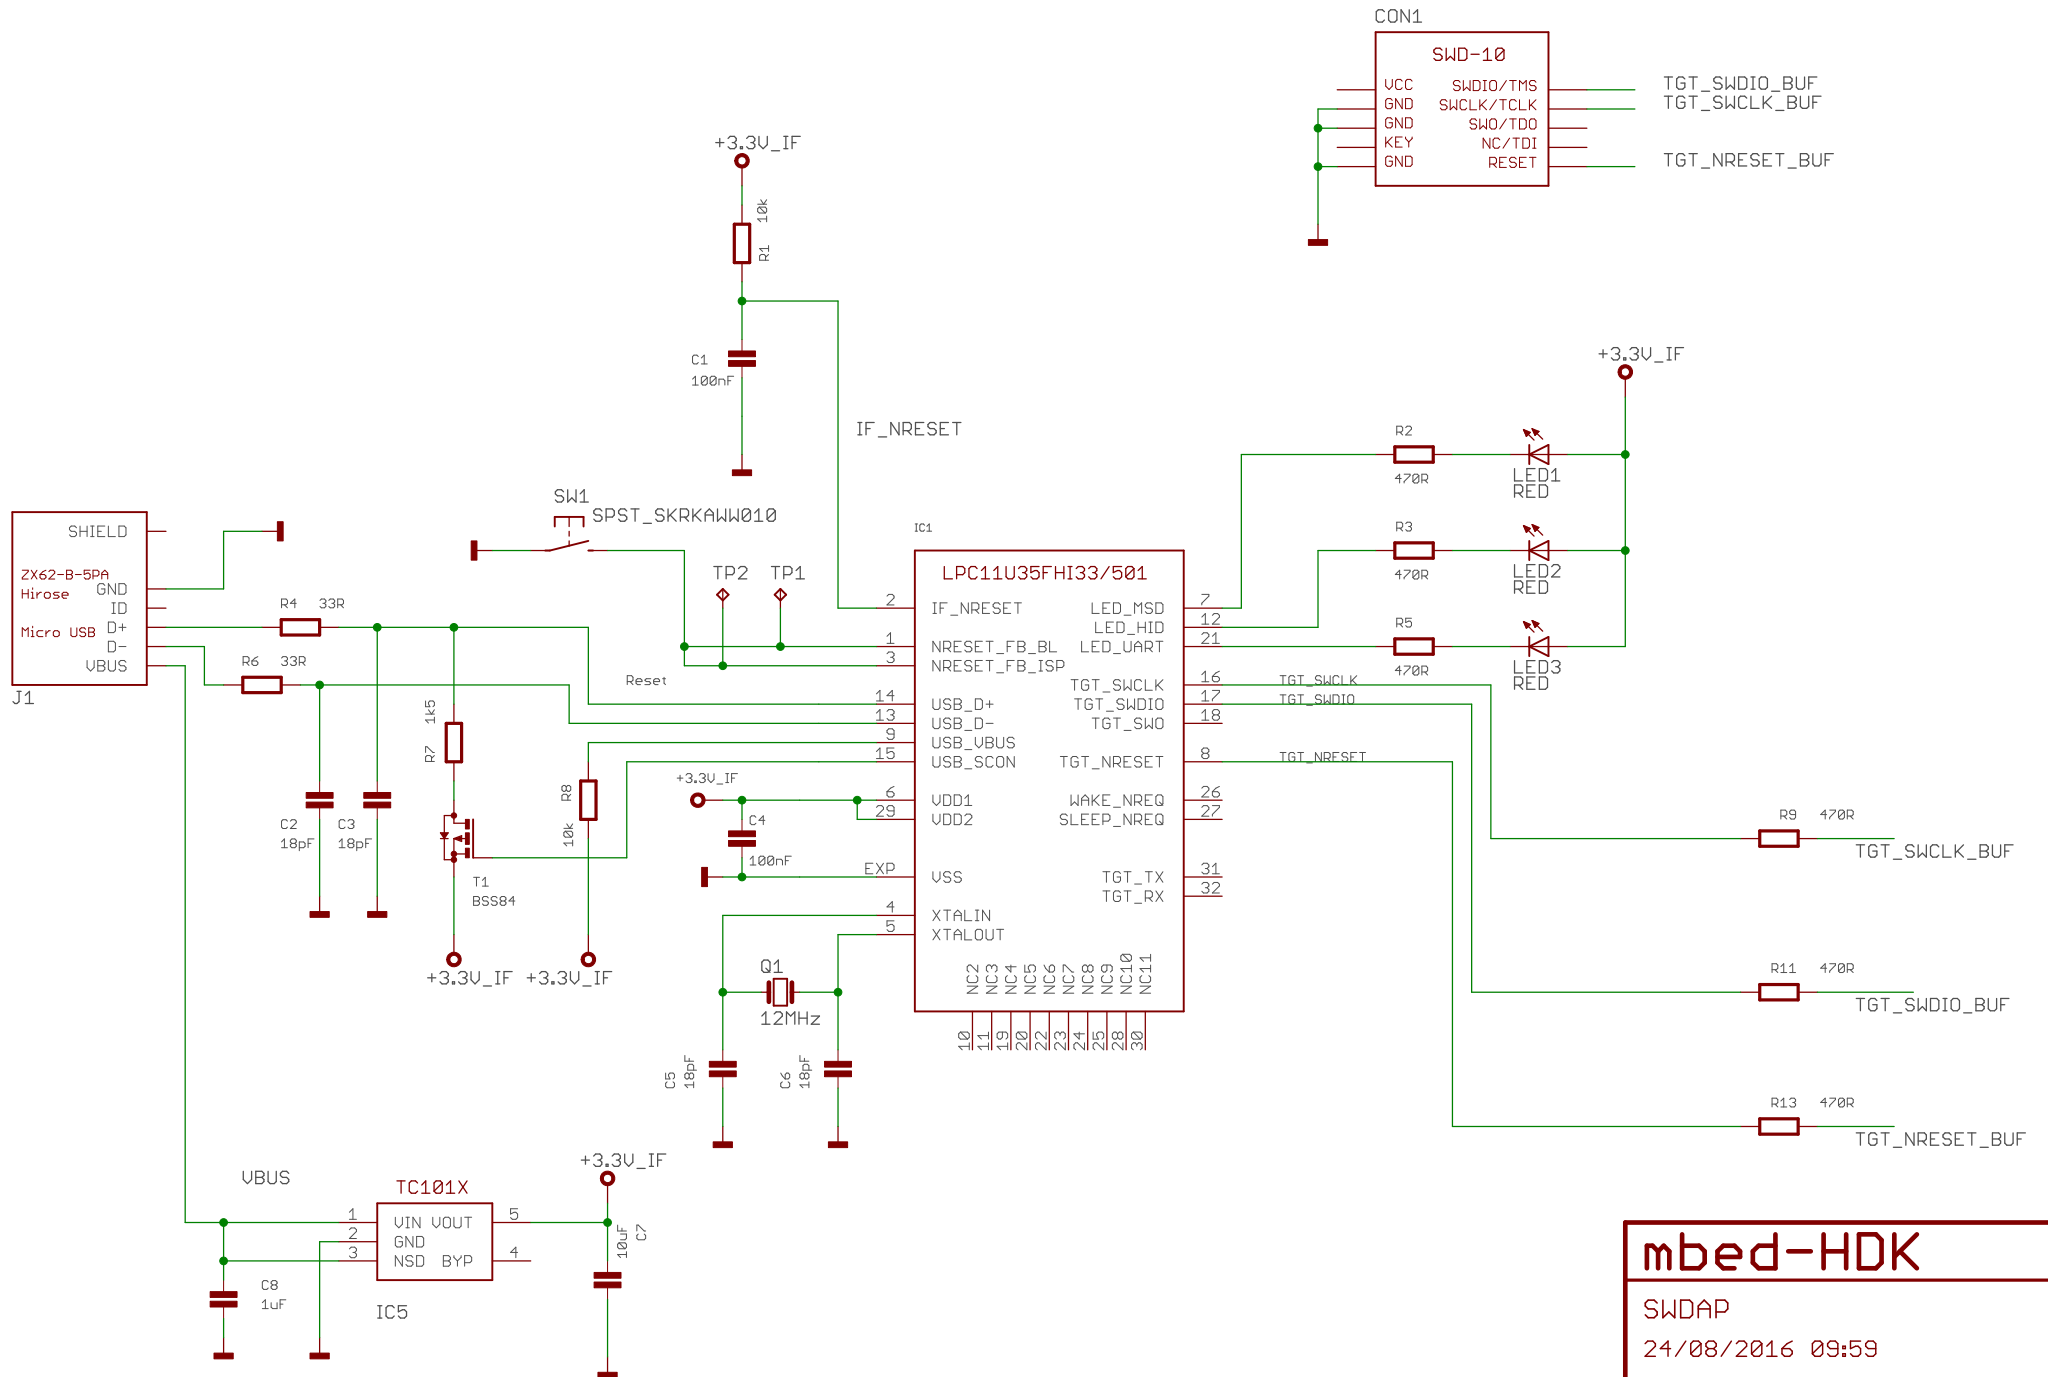 CON1
SWD-10
VCC SWDIO/TMS
GND SWCLK/TCLK
GND SWO/TDO
KEY NC/TDI
GND RESET
TGT_SWDIO_BUF
TGT_SWCLK_BUF
TGT_NRESET_BUF
+3.3V_IF
10k
R1
C1
100nF
IF_NRESET
+3.3V_IF
R2
470R
LED1
RED
R3
470R
LED2
RED
R5
470R
LED3
RED
SW1
SPST_SKRKAWW010
TP2 TP1
Reset
SHIELD
ZX62-B-5PA
GND
Hirose
ID
D+
Micro USB
D-
VBUS
J1
R4 33R
R6 33R
1k5
R7
C2
18pF
C3
18pF
T1
BSS84
R8
10k
+3.3V_IF
+3.3V_IF
+3.3V_IF
C4
100nF
IC1
LPC11U35FHI33/501
2 IF_NRESET
1 NRESET_FB_BL
3 NRESET_FB_ISP
14 USB_D+
13 USB_D-
9 USB_VBUS
15 USB_SCON
6 VDD1
29 VDD2
EXP VSS
4 XTALIN
5 XTALOUT
LED_MSD 7
LED_HID 12
LED_UART 21
TGT_SWCLK 16
TGT_SWDIO 17
TGT_SWO 18
TGT_NRESET 8
WAKE_NREQ 26
SLEEP_NREQ 27
TGT_TX 31
TGT_RX 32
NC2 NC3 NC4 NC5 NC6 NC7 NC8 NC9 NC10 NC11
10 11 19 20 22 23 24 25 28 30
TGT_SWCLK
TGT_SWDIO
TGT_NRESET
R9 470R
TGT_SWCLK_BUF
R11 470R
TGT_SWDIO_BUF
R13 470R
TGT_NRESET_BUF
Q1
12MHz
C5
18pF
C6
18pF
VBUS
TC101X
1 VIN VOUT 5
2 GND
3 NSD BYP 4
IC5
C8
1uF
+3.3V_IF
10uF
C7
mbed-HDK
SWDAP
24/08/2016 09:59